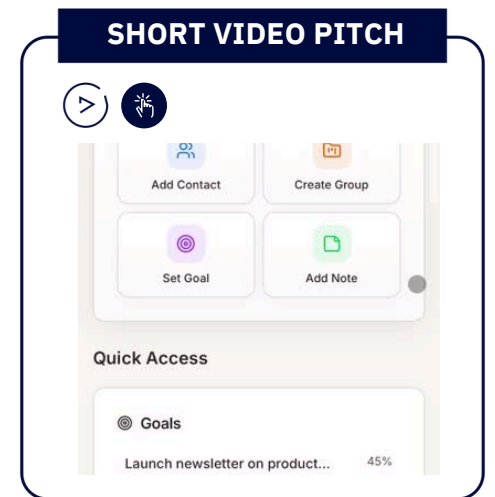 SHORT VIDEO PITCH
Add Contact
Create Group
Set Goal
Add Note
Quick Access
Goals
Launch newsletter on product...
45%